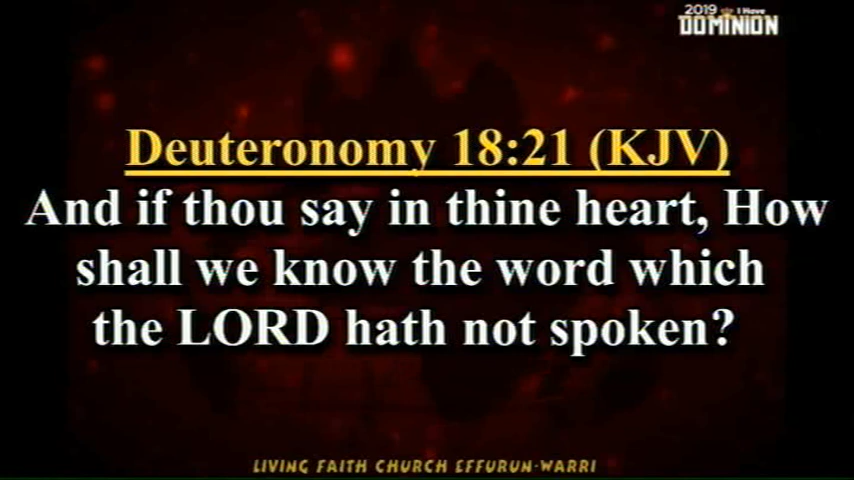 2019 I Have
DOMINION
Deuteronomy 18:21 (KJV)
And if thou say in thine heart, How
shall we know the word which
the LORD hath not spoken?
LIVING FAITH CHURCH EFFURUN-WARRI